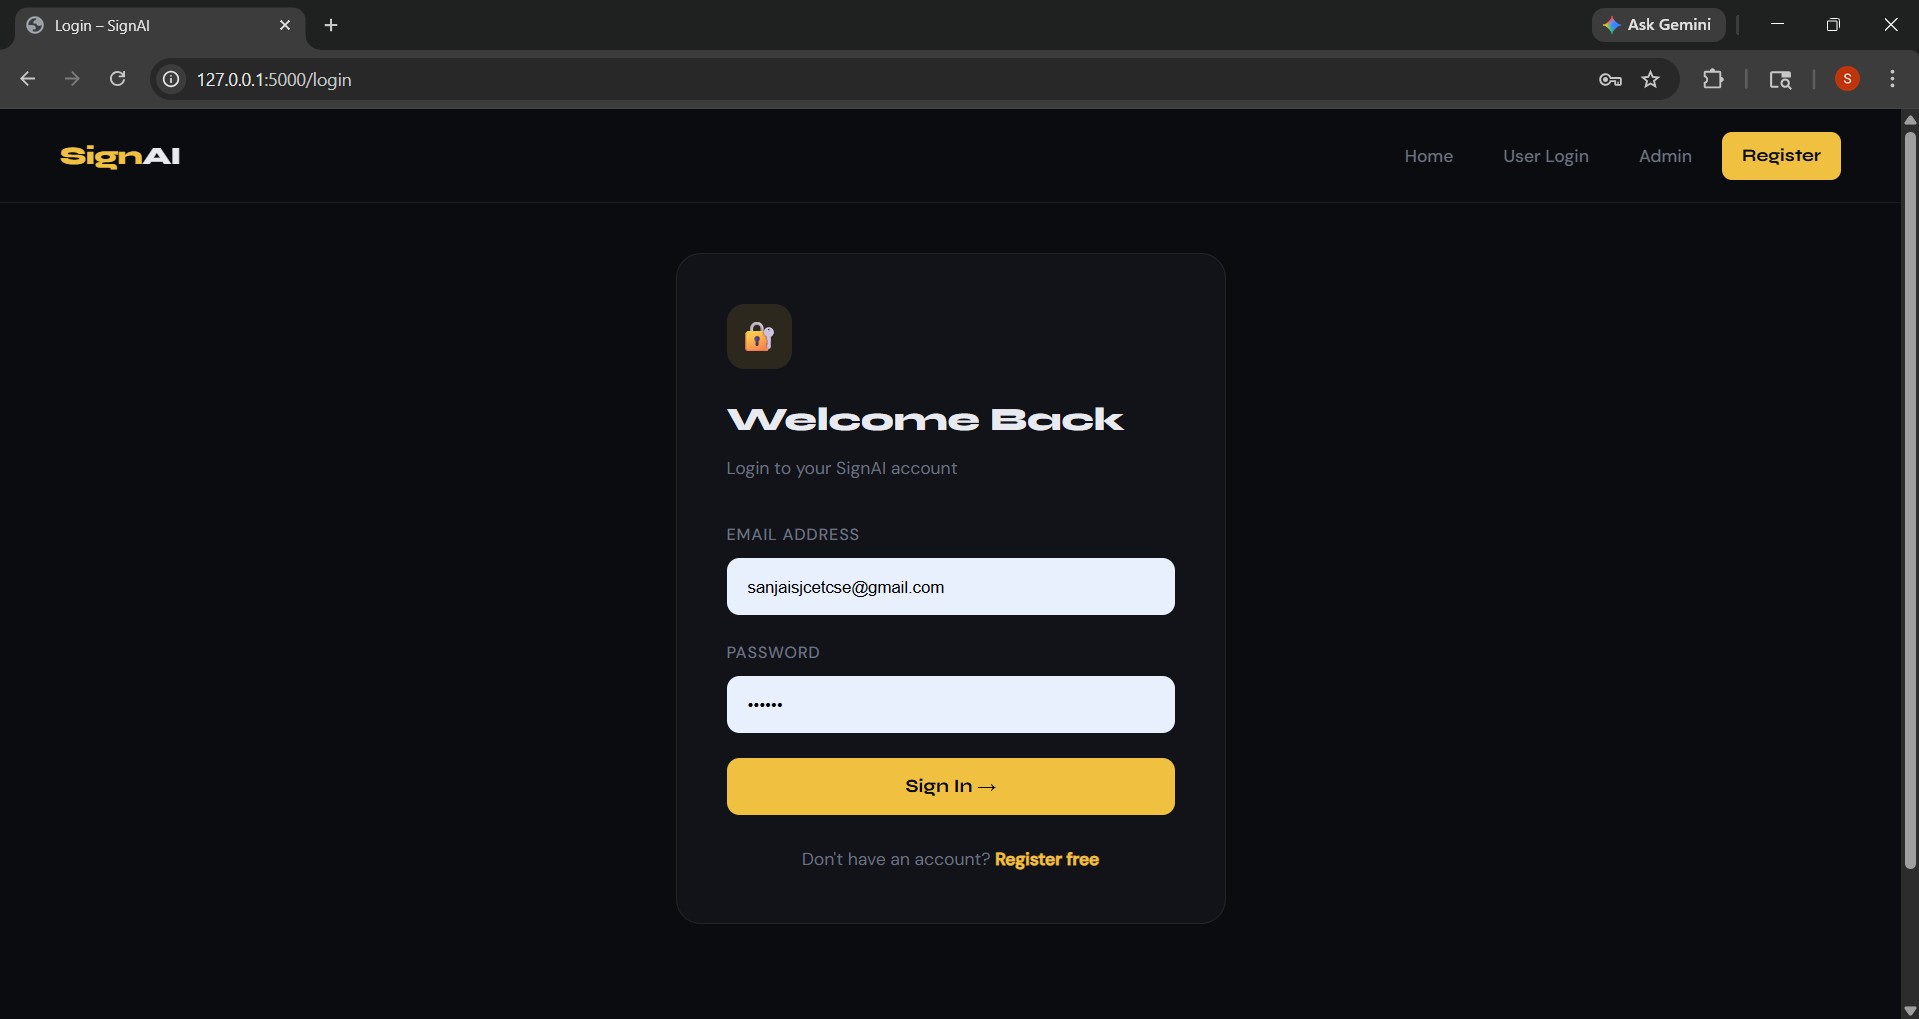 Login – SignAI
Ask Gemini
127.0.0.1:5000/login
S
SignAI
Home
User Login
Admin
Register
Welcome Back
Login to your SignAI account
EMAIL ADDRESS
sanjaisjcetcse@gmail.com
PASSWORD
••••••
Sign In →
Don't have an account? Register free